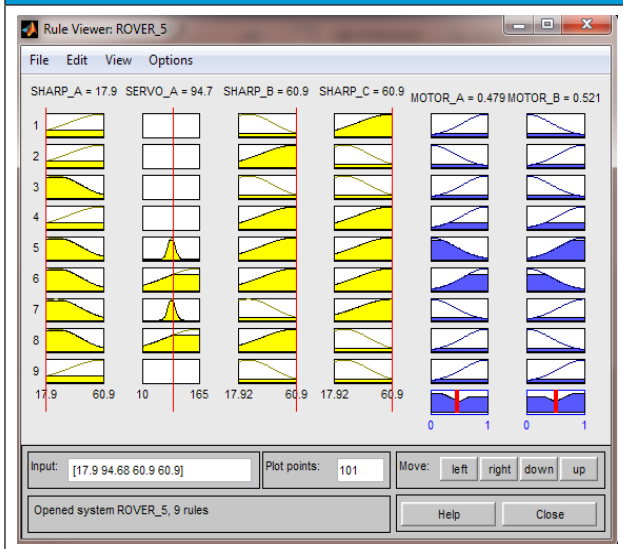 Rule Viewer: ROVER_5
File Edit View Options
SHARP_A = 17.9 SERVO_A = 94.7 SHARP_B = 60.9 SHARP_C = 60.9 MOTOR_A = 0.479 MOTOR_B = 0.521
1
2
3
4
5
6
7
8
9
17.9 60.9 10 165 17.92 60.9 17.92 60.9
0 1 0 1
Input: [17.9 94.68 60.9 60.9] Plot points: 101 Move: left right down up
Opened system ROVER_5, 9 rules Help Close